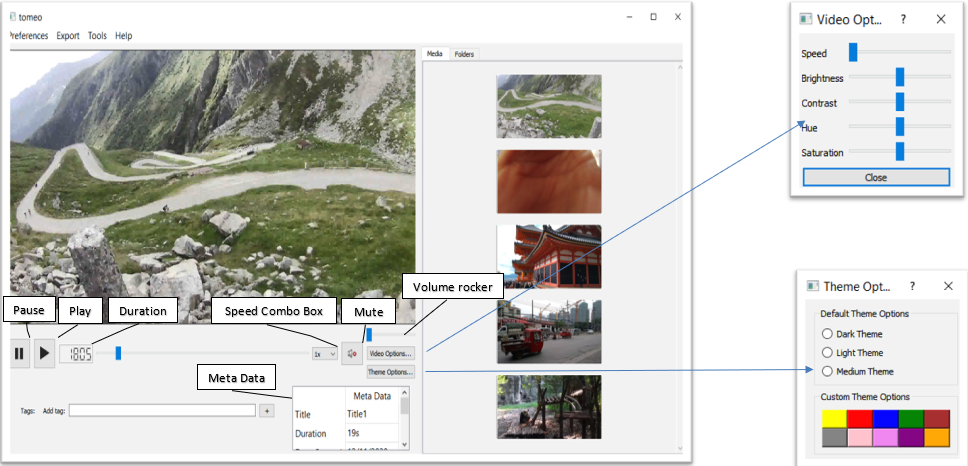 tomeo
Preferences Export Tools Help
Media Folders
Pause
Play
Duration
Speed Combo Box
Mute
Volume rocker
1805
1x
Video Options...
Theme Options...
Meta Data
Tags: Add tag: +
Meta Data
Title Title1
Duration 19s
Video Opt... ?
Speed
Brightness
Contrast
Hue
Saturation
Close
Theme Opt... ?
Default Theme Options
Dark Theme
Light Theme
Medium Theme
Custom Theme Options